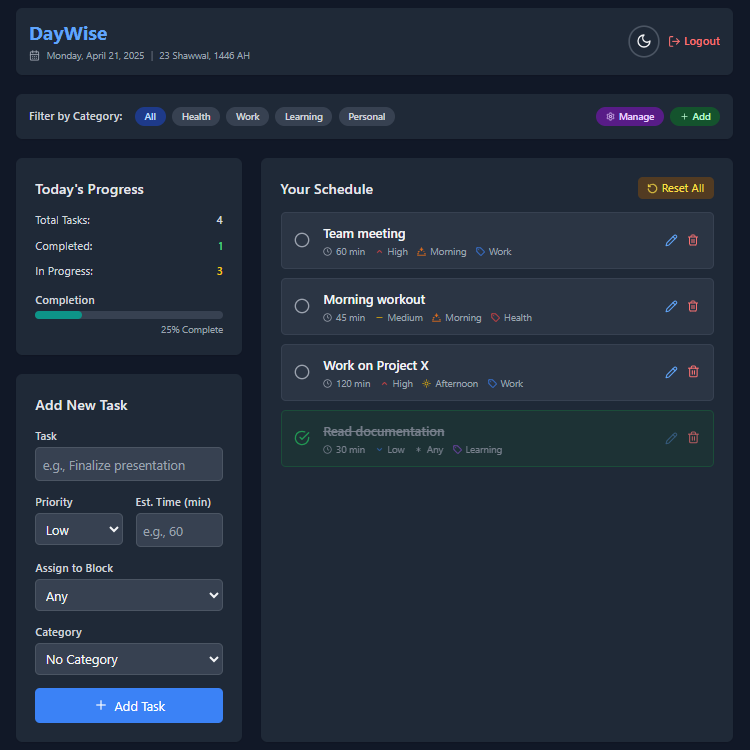 DayWise
Monday, April 21, 2025 | 23 Shawwal, 1446 AH
Logout
Filter by Category: All Health Work Learning Personal
Manage + Add
Today's Progress
Total Tasks: 4
Completed: 1
In Progress: 3
Completion
25% Complete
Add New Task
Task
e.g., Finalize presentation
Priority Est. Time (min)
Low e.g., 60
Assign to Block
Any
Category
No Category
+ Add Task
Your Schedule
Reset All
Team meeting
60 min High Morning Work
Morning workout
45 min Medium Morning Health
Work on Project X
120 min High Afternoon Work
Read documentation
30 min Low Any Learning